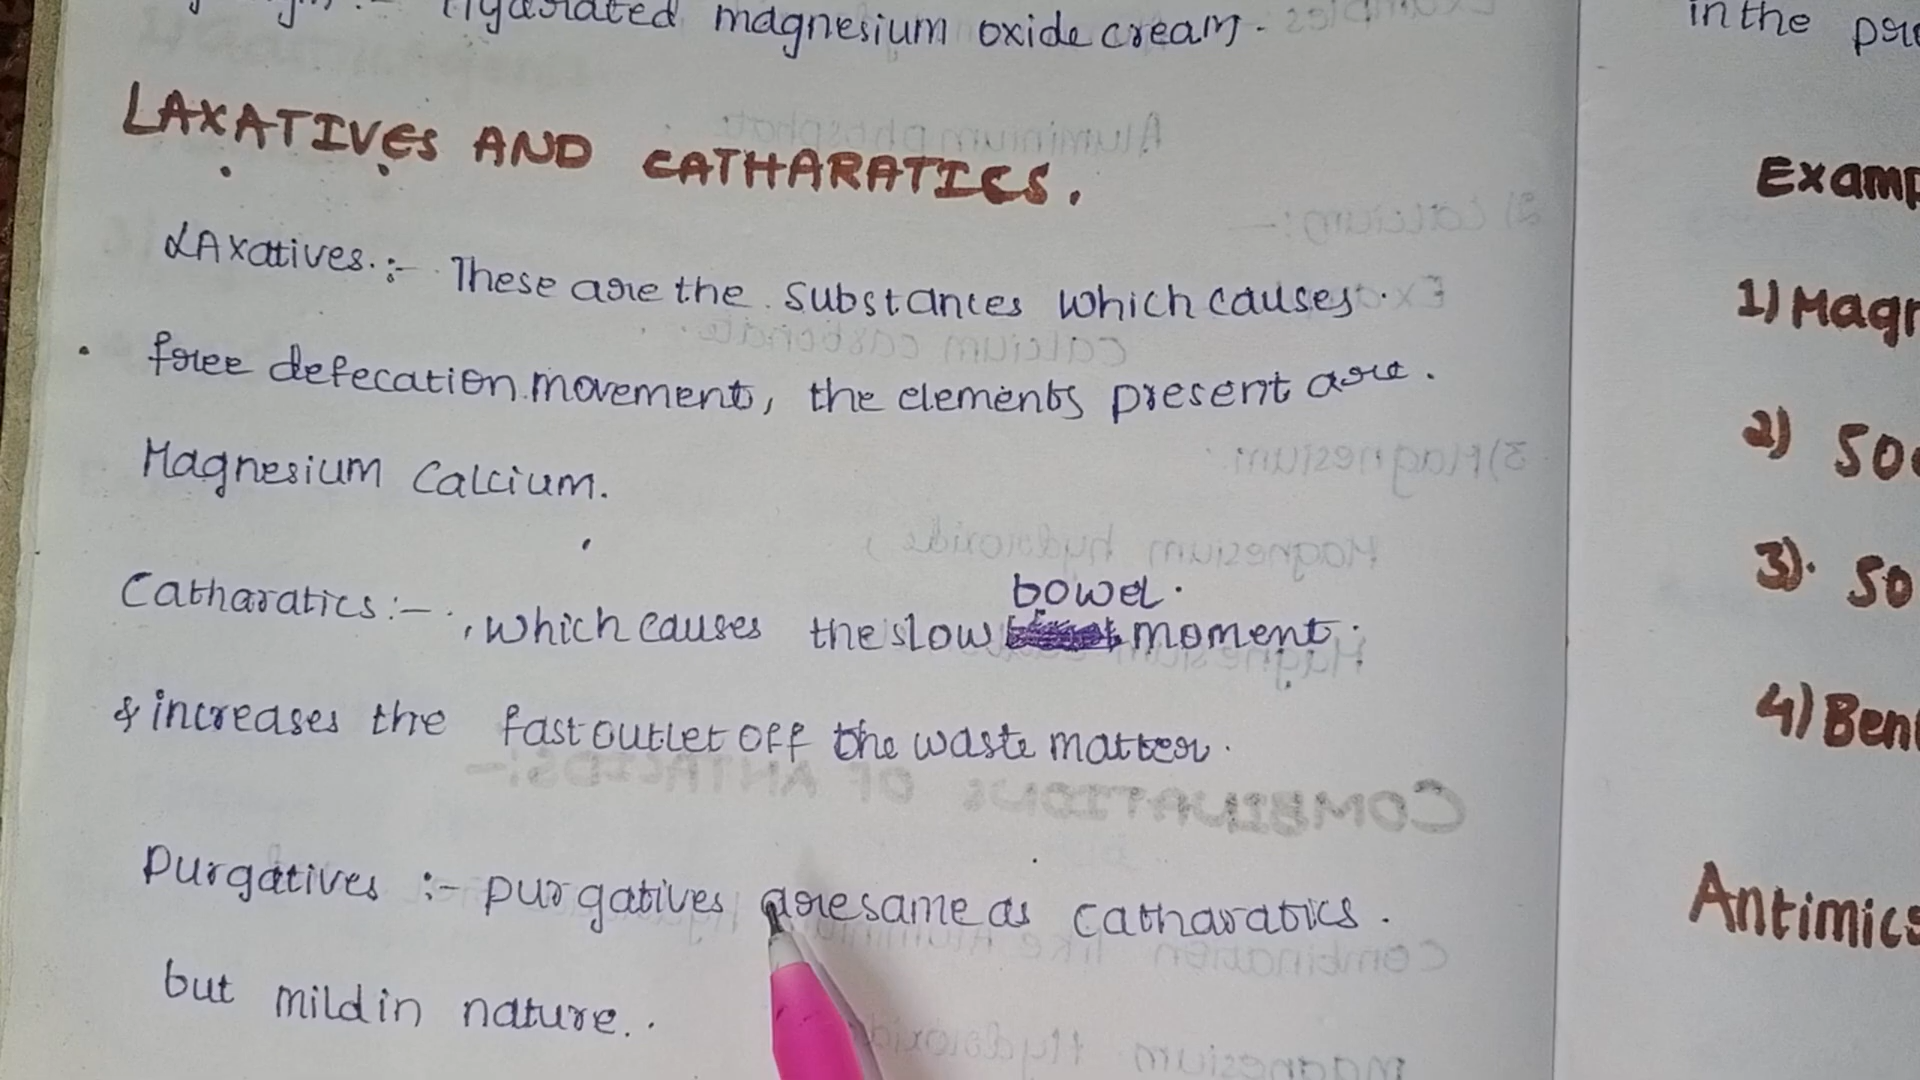 Hydrated magnesium oxide cream.
LAXATIVES AND CATHARATICS.
LAxatives :- These are the substances which causes.
free defecation movements, the elements present are.
Magnesium Calcium.
Catharatics :- , which causes the slow bowel. moment.
& increases the fast outlet off the waste matter.
Purgatives :- purgatives are same as catharatics.
but mild in nature..
in the
Examp
1) Magn
2) So
3). So
4) Ben
Antimics